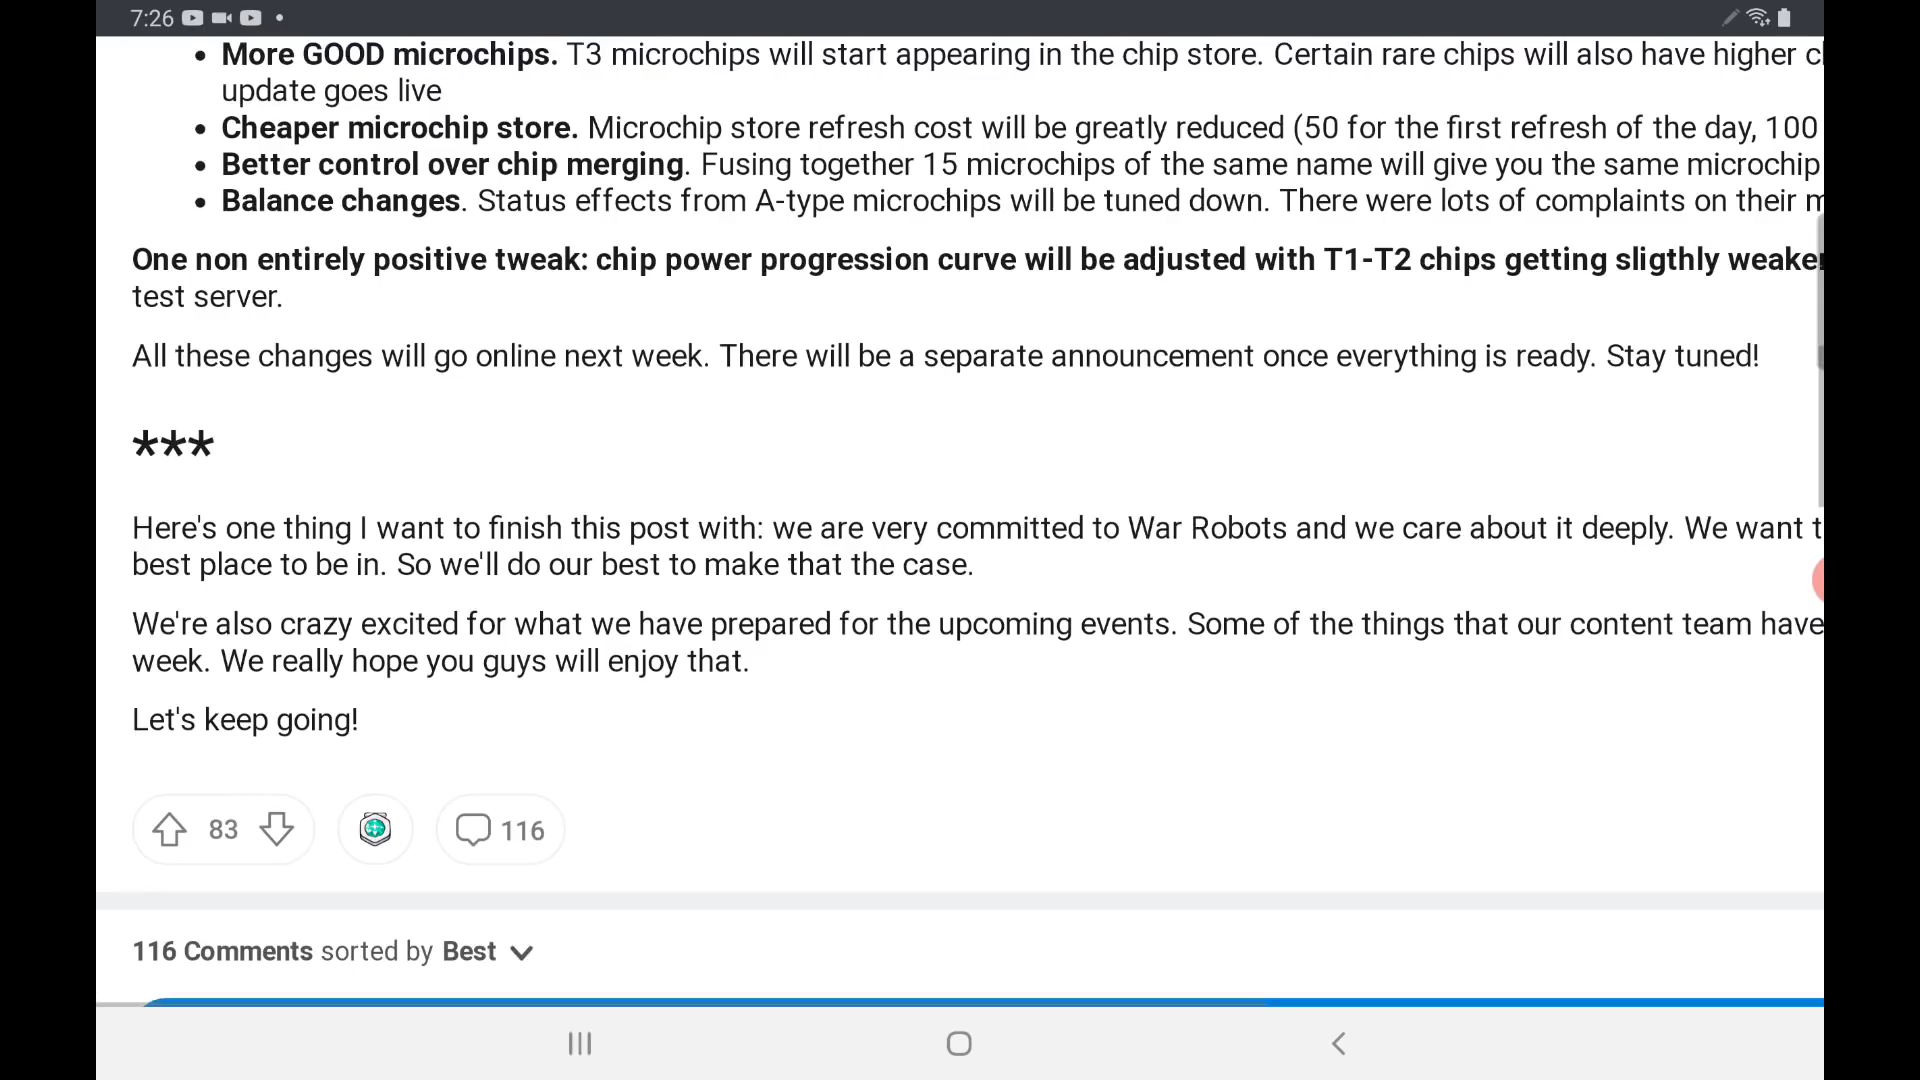 7:26
More GOOD microchips. T3 microchips will start appearing in the chip store. Certain rare chips will also have higher
update goes live
Cheaper microchip store. Microchip store refresh cost will be greatly reduced (50 for the first refresh of the day, 100
Better control over chip merging. Fusing together 15 microchips of the same name will give you the same microchip
Balance changes. Status effects from A-type microchips will be tuned down. There were lots of complaints on their
One non entirely positive tweak: chip power progression curve will be adjusted with T1-T2 chips getting sligthly weaker
test server.
All these changes will go online next week. There will be a separate announcement once everything is ready. Stay tuned!
***
Here's one thing I want to finish this post with: we are very committed to War Robots and we care about it deeply. We want
best place to be in. So we'll do our best to make that the case.
We're also crazy excited for what we have prepared for the upcoming events. Some of the things that our content team have
week. We really hope you guys will enjoy that.
Let's keep going!
83 116
116 Comments sorted by Best